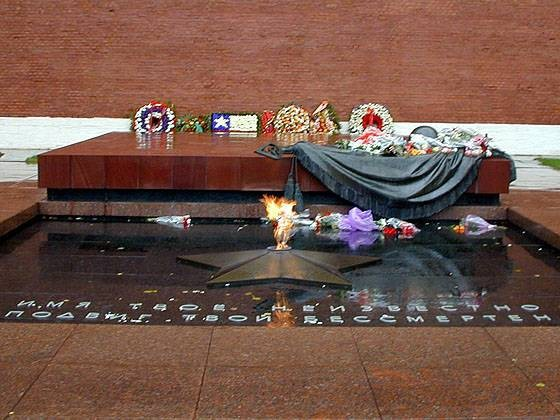 ИМЯ ТВОЕ НЕИЗВЕСТНО
ПОДВИГ ТВОЙ БЕССМЕРТЕН